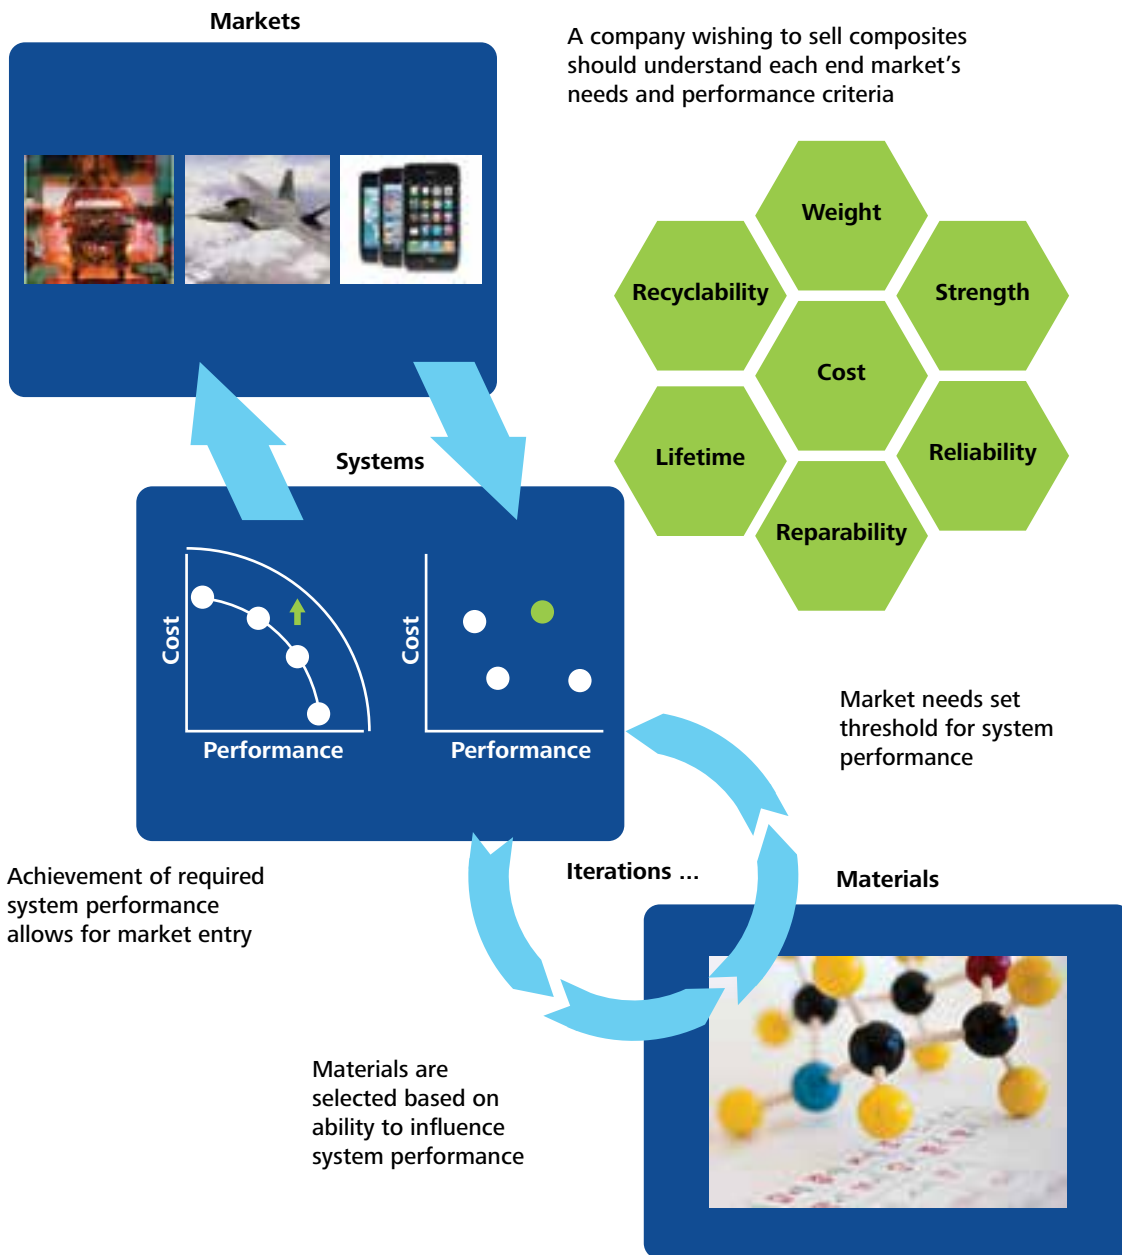 Markets
A company wishing to sell composites
should understand each end market's
needs and performance criteria
Weight
Recyclability
Strength
Cost
Lifetime
Reliability
Reparability
Systems
Cost
Performance
Cost
Performance
Market needs set
threshold for system
performance
Achievement of required
system performance
allows for market entry
Iterations ...
Materials
Materials are
selected based on
ability to influence
system performance